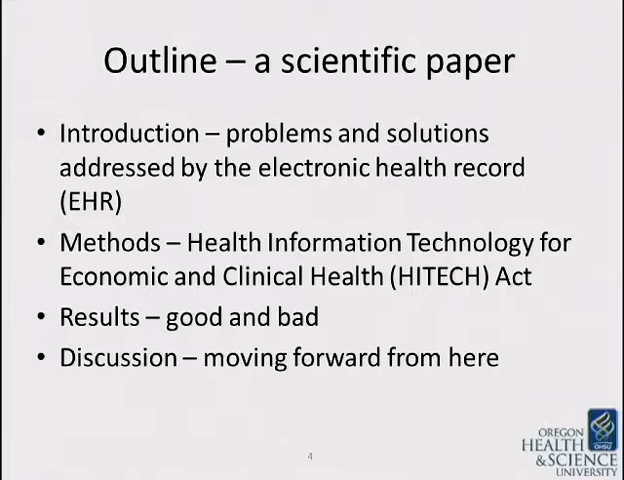 Outline – a scientific paper
• Introduction – problems and solutions
addressed by the electronic health record
(EHR)
• Methods – Health Information Technology for
Economic and Clinical Health (HITECH) Act
• Results – good and bad
• Discussion – moving forward from here
4
OHSU
OREGON
HEALTH
&SCIENCE
UNIVERSITY